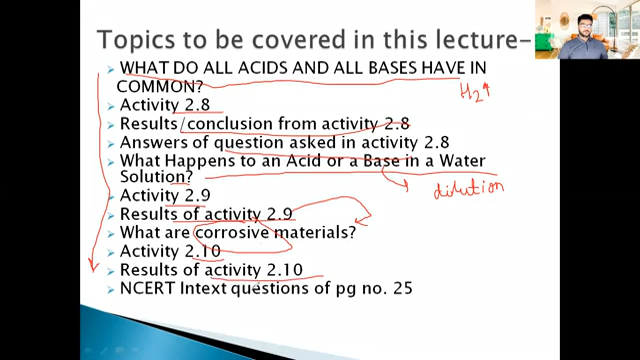 Topics to be covered in this lecture-
WHAT DO ALL ACIDS AND ALL BASES HAVE IN
COMMON?
H2↑
Activity 2.8
Results/conclusion from activity 2.8
Answers of question asked in activity 2.8
What Happens to an Acid or a Base in a Water
Solution?
dilution
Activity 2.9
Results of activity 2.9
What are corrosive materials?
Activity 2.10
Results of activity 2.10
NCERT Intext questions of pg no. 25